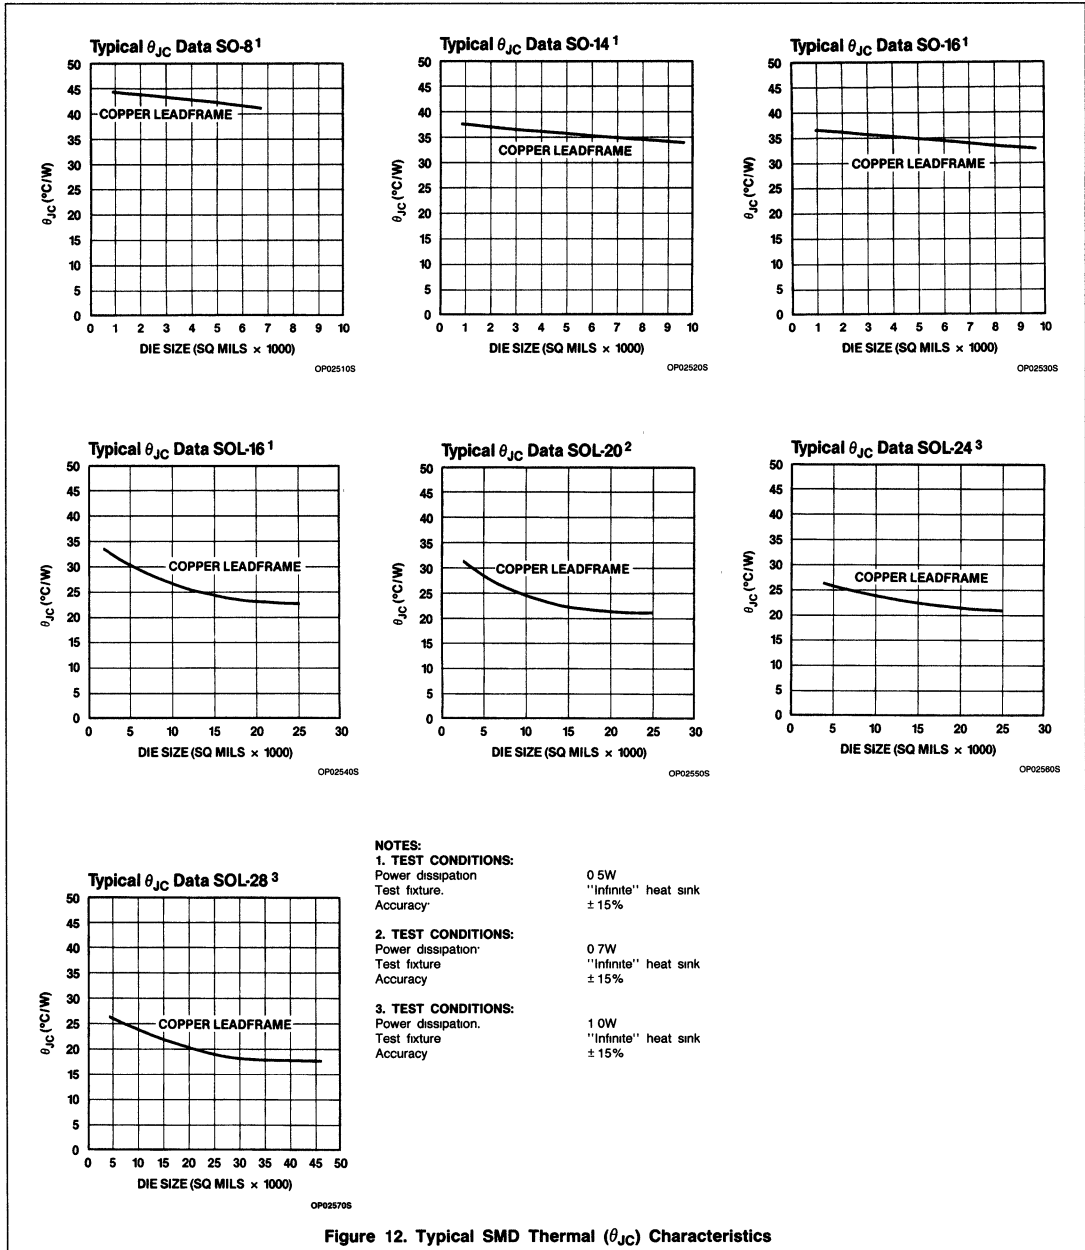 Typical θJC Data SO-8 1
50
45
40
35
30
25
20
15
10
5
0
θJC (°C/W)
COPPER LEADFRAME
0 1 2 3 4 5 6 7 8 9 10
DIE SIZE (SQ MILS × 1000)
OP02510S
Typical θJC Data SO-14 1
50
45
40
35
30
25
20
15
10
5
0
θJC (°C/W)
COPPER LEADFRAME
0 1 2 3 4 5 6 7 8 9 10
DIE SIZE (SQ MILS × 1000)
OP02520S
Typical θJC Data SO-16 1
50
45
40
35
30
25
20
15
10
5
0
θJC (°C/W)
COPPER LEADFRAME
0 1 2 3 4 5 6 7 8 9 10
DIE SIZE (SQ MILS × 1000)
OP02530S
Typical θJC Data SOL-16 1
50
45
40
35
30
25
20
15
10
5
0
θJC (°C/W)
COPPER LEADFRAME
0 5 10 15 20 25 30
DIE SIZE (SQ MILS × 1000)
OP02540S
Typical θJC Data SOL-20 2
50
45
40
35
30
25
20
15
10
5
0
θJC (°C/W)
COPPER LEADFRAME
0 5 10 15 20 25 30
DIE SIZE (SQ MILS × 1000)
OP02550S
Typical θJC Data SOL-24 3
50
45
40
35
30
25
20
15
10
5
0
θJC (°C/W)
COPPER LEADFRAME
0 5 10 15 20 25 30
DIE SIZE (SQ MILS × 1000)
OP02560S
Typical θJC Data SOL-28 3
50
45
40
35
30
25
20
15
10
5
0
θJC (°C/W)
COPPER LEADFRAME
0 5 10 15 20 25 30 35 40 45 50
DIE SIZE (SQ MILS × 1000)
OP02570S
NOTES:
1. TEST CONDITIONS:
Power dissipation 0 5W
Test fixture. "Infinite" heat sink
Accuracy· ± 15%
2. TEST CONDITIONS:
Power dissipation· 0 7W
Test fixture "Infinite" heat sink
Accuracy ± 15%
3. TEST CONDITIONS:
Power dissipation. 1 0W
Test fixture "Infinite" heat sink
Accuracy ± 15%
Figure 12. Typical SMD Thermal (θJC) Characteristics